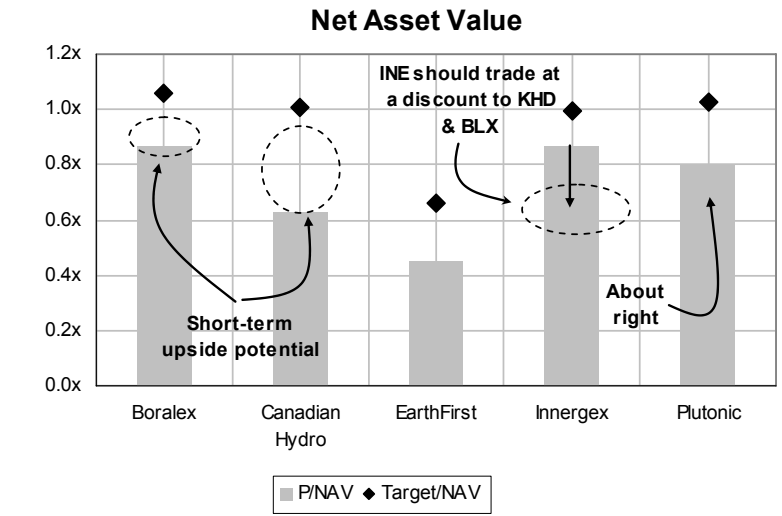 Net Asset Value
1.2x
1.0x
0.8x
0.6x
0.4x
0.2x
0.0x
INE should trade at
a discount to KHD
& BLX
Short-term
upside potential
About
right
Boralex
Canadian
Hydro
EarthFirst
Innergex
Plutonic
P/NAV
Target/NAV